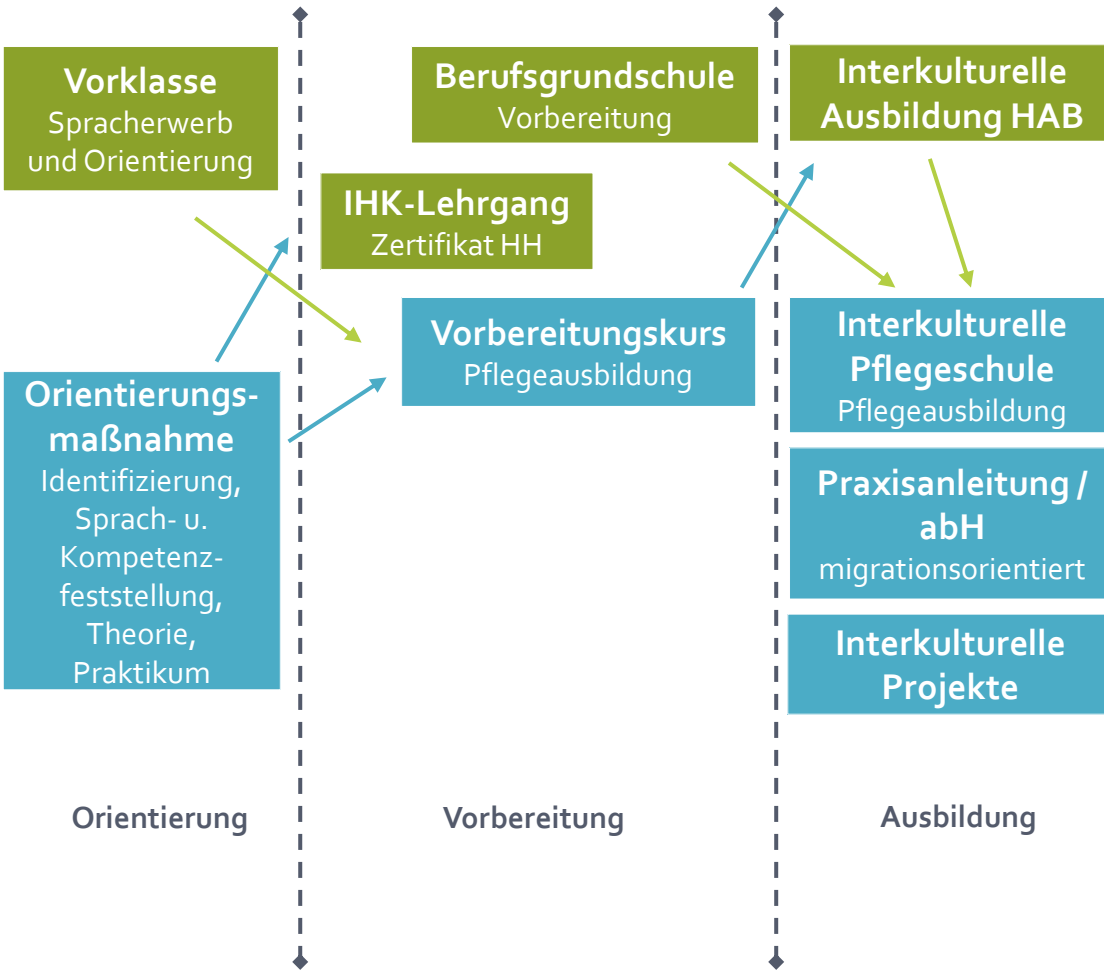 Vorklasse
Spracherwerb
und Orientierung
Orientierungs-
maßnahme
Identifizierung,
Sprach- u.
Kompetenz-
feststellung,
Theorie,
Praktikum
Orientierung
Berufsgrundschule
Vorbereitung
IHK-Lehrgang
Zertifikat HH
Vorbereitungskurs
Pflegeausbildung
Vorbereitung
Interkulturelle
Ausbildung HAB
Interkulturelle
Pflegeschule
Pflegeausbildung
Praxisanleitung /
abH
migrationsorientiert
Interkulturelle
Projekte
Ausbildung